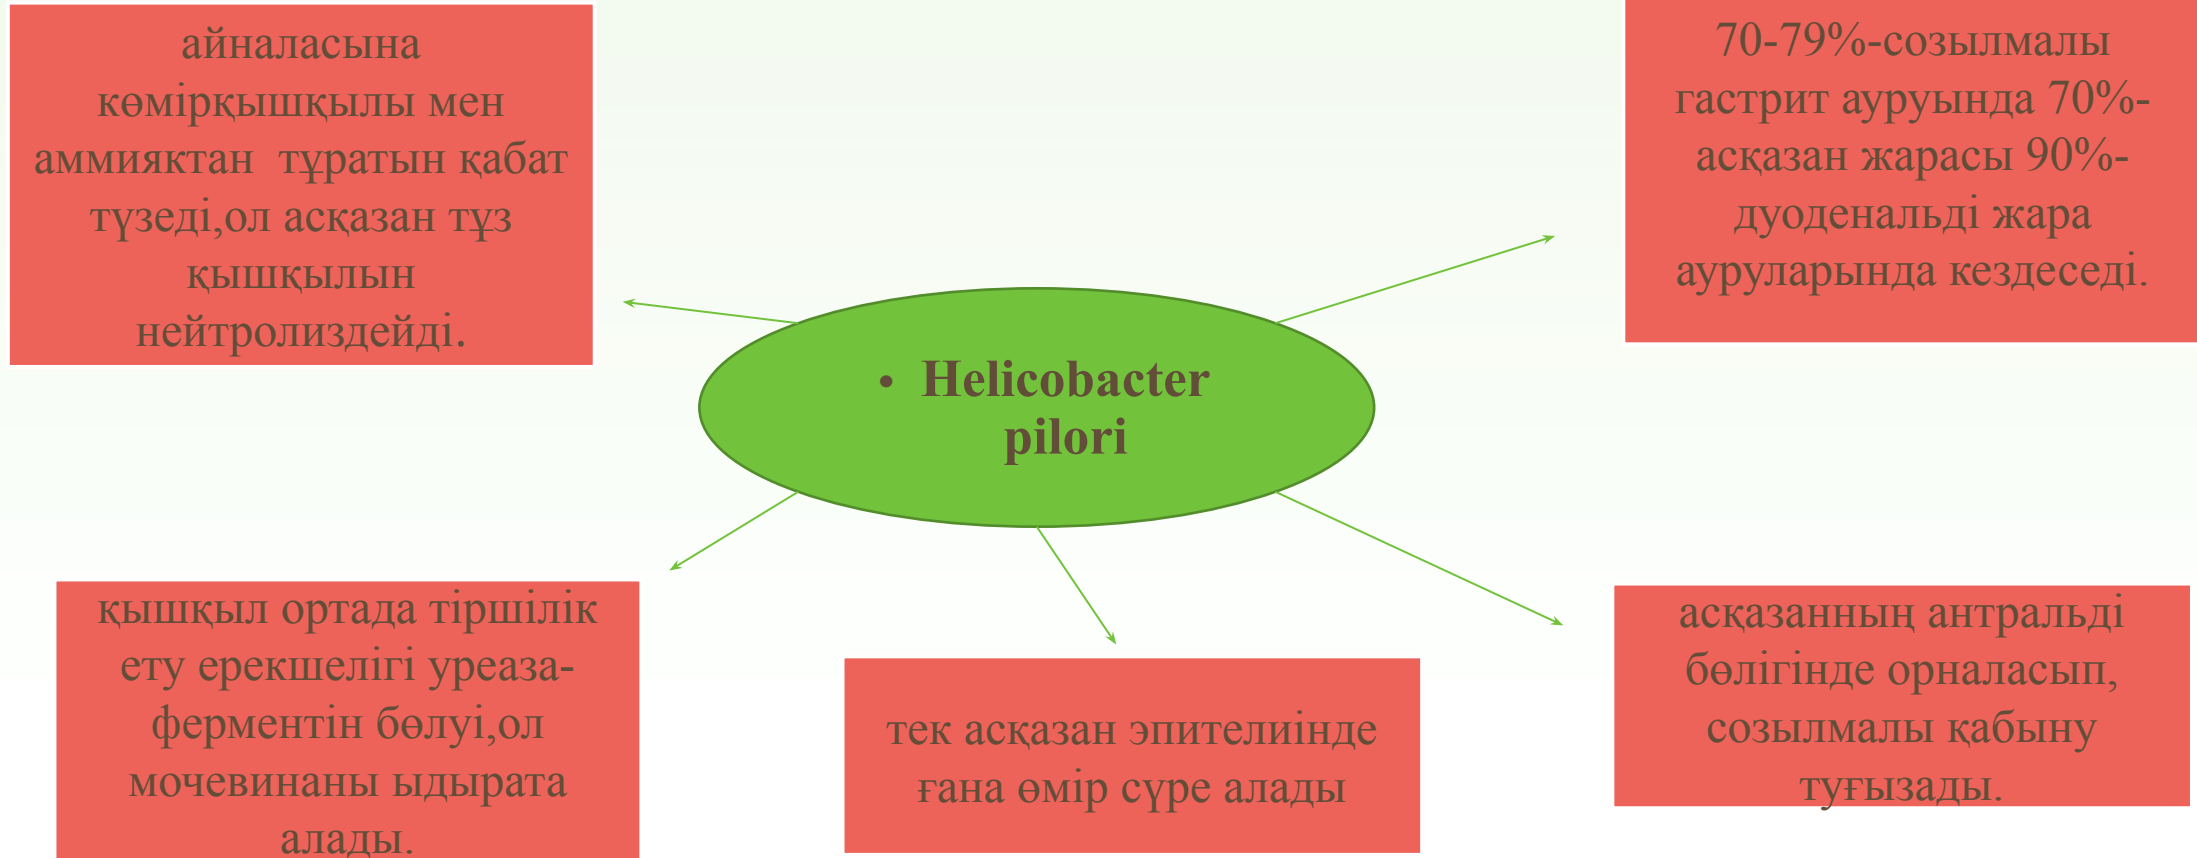 айналасына
көмірқышқылы мен
аммияктан  тұратын қабат
түзеді,ол асқазан тұз
қышқылын
нейтролиздейді.
70-79%-созылмалы
гастрит ауруында 70%-
асқазан жарасы 90%-
дуоденальді жара
ауруларында кездеседі.
• Helicobacter
pilori
қышқыл ортада тіршілік
ету ерекшелігі уреаза-
ферментін бөлуі,ол
мочевинаны ыдырата
алады.
тек асқазан эпителиінде
ғана өмір сүре алады
асқазанның антральді
бөлігінде орналасып,
созылмалы қабыну
туғызады.